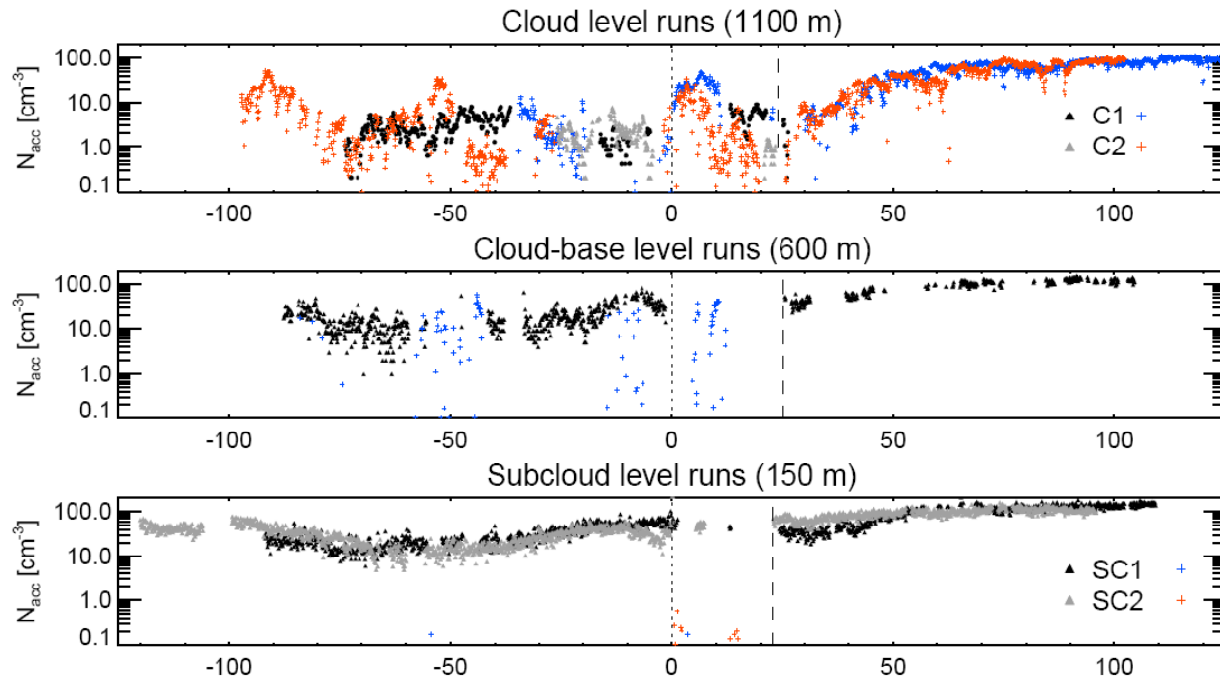 Cloud level runs (1100 m)
N_acc [cm^-3]
100.0
10.0
1.0
0.1
C1
C2
-100 -50 0 50 100
Cloud-base level runs (600 m)
N_acc [cm^-3]
100.0
10.0
1.0
0.1
-100 -50 0 50 100
Subcloud level runs (150 m)
N_acc [cm^-3]
100.0
10.0
1.0
0.1
SC1
SC2
-100 -50 0 50 100